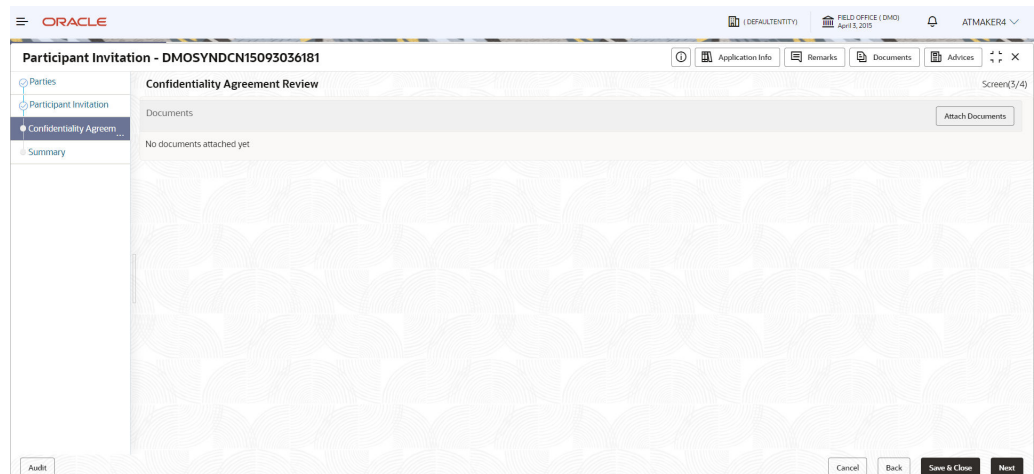 ORACLE
( DEFAULTENTITY)
FIELD OFFICE ( DMO)
April 3, 2015
ATMAKER4
Participant Invitation - DMOSYNDCN15093036181
Application Info
Remarks
Documents
Advices
Parties
Participant Invitation
Confidentiality Agreem...
Summary
Confidentiality Agreement Review
Screen(3/4)
Documents
Attach Documents
No documents attached yet
Audit
Cancel
Back
Save & Close
Next